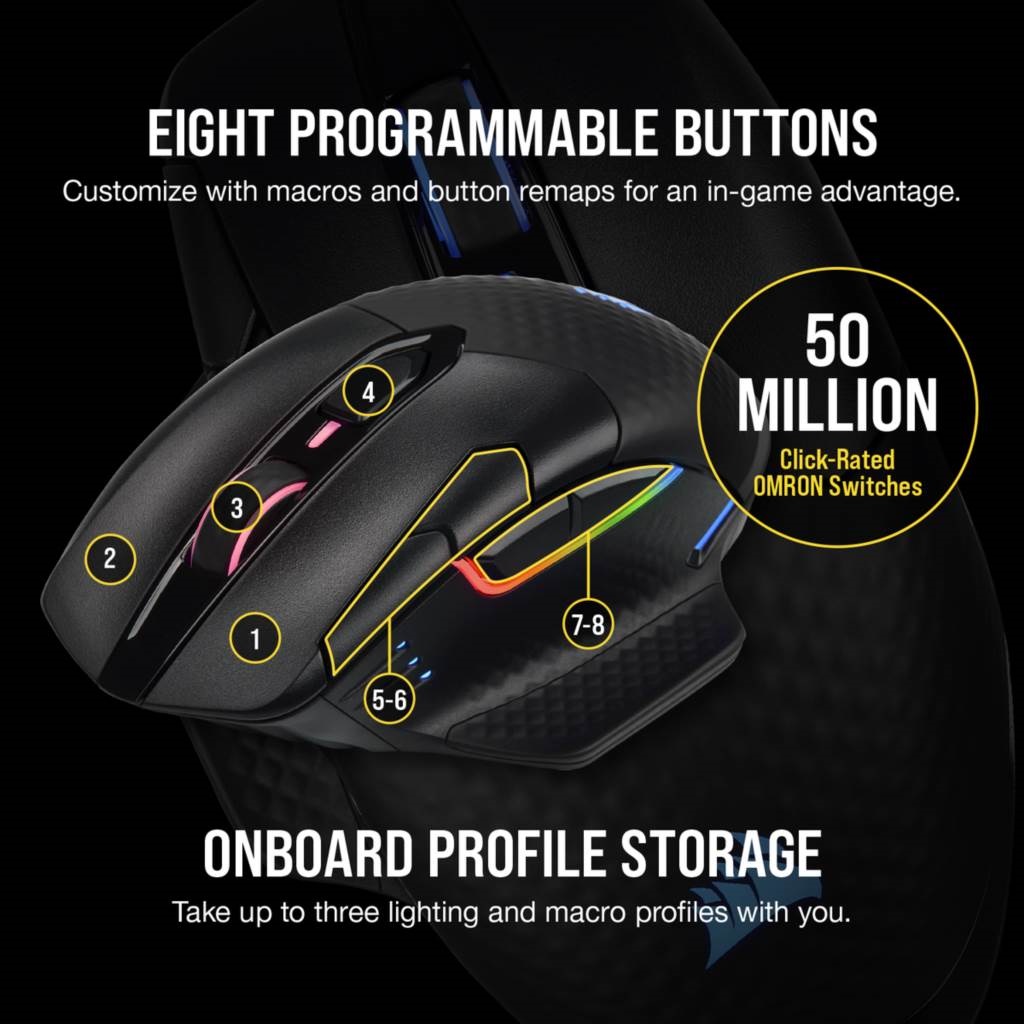 EIGHT PROGRAMMABLE BUTTONS
Customize with macros and button remaps for an in-game advantage.
50
MILLION
Click-Rated
OMRON Switches
4
3
2
1
7-8
5-6
ONBOARD PROFILE STORAGE
Take up to three lighting and macro profiles with you.